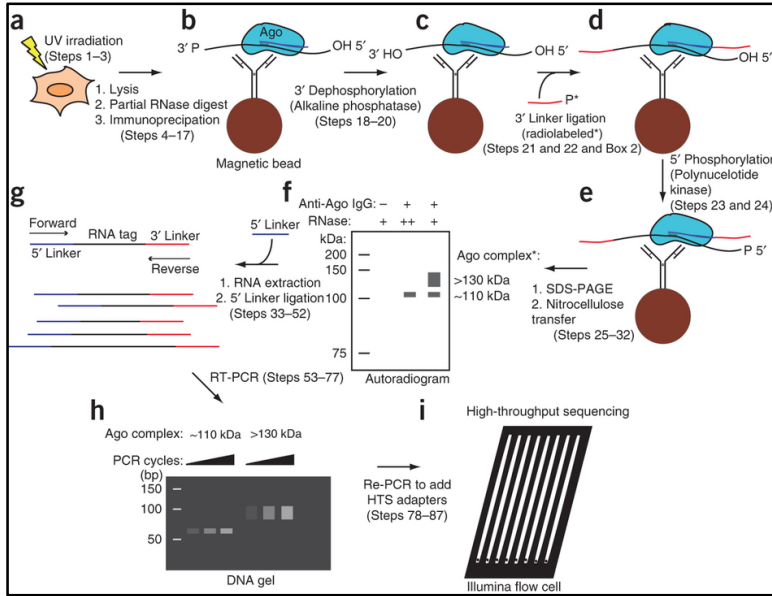 a
UV irradiation
(Steps 1–3)
1. Lysis
2. Partial RNase digest
3. Immunoprecipation
(Steps 4–17)
b
3′ P
Ago
OH 5′
Magnetic bead
3′ Dephosphorylation
(Alkaline phosphatase)
(Steps 18–20)
c
3′ HO
OH 5′
P*
3′ Linker ligation
(radiolabeled*)
(Steps 21 and 22 and Box 2)
d
OH 5′
5′ Phosphorylation
(Polynucelotide
kinase)
(Steps 23 and 24)
e
P 5′
1. SDS-PAGE
2. Nitrocellulose
transfer
(Steps 25–32)
f
Anti-Ago IgG: – + +
RNase: + ++ +
kDa:
200
150
100
75
Ago complex*:
>130 kDa
~110 kDa
Autoradiogram
5′ Linker
1. RNA extraction
2. 5′ Linker ligation
(Steps 33–52)
g
Forward
RNA tag
3′ Linker
5′ Linker
Reverse
RT-PCR (Steps 53–77)
h
Ago complex: ~110 kDa >130 kDa
PCR cycles:
(bp)
150
100
50
DNA gel
Re-PCR to add
HTS adapters
(Steps 78–87)
i
High-throughput sequencing
Illumina flow cell